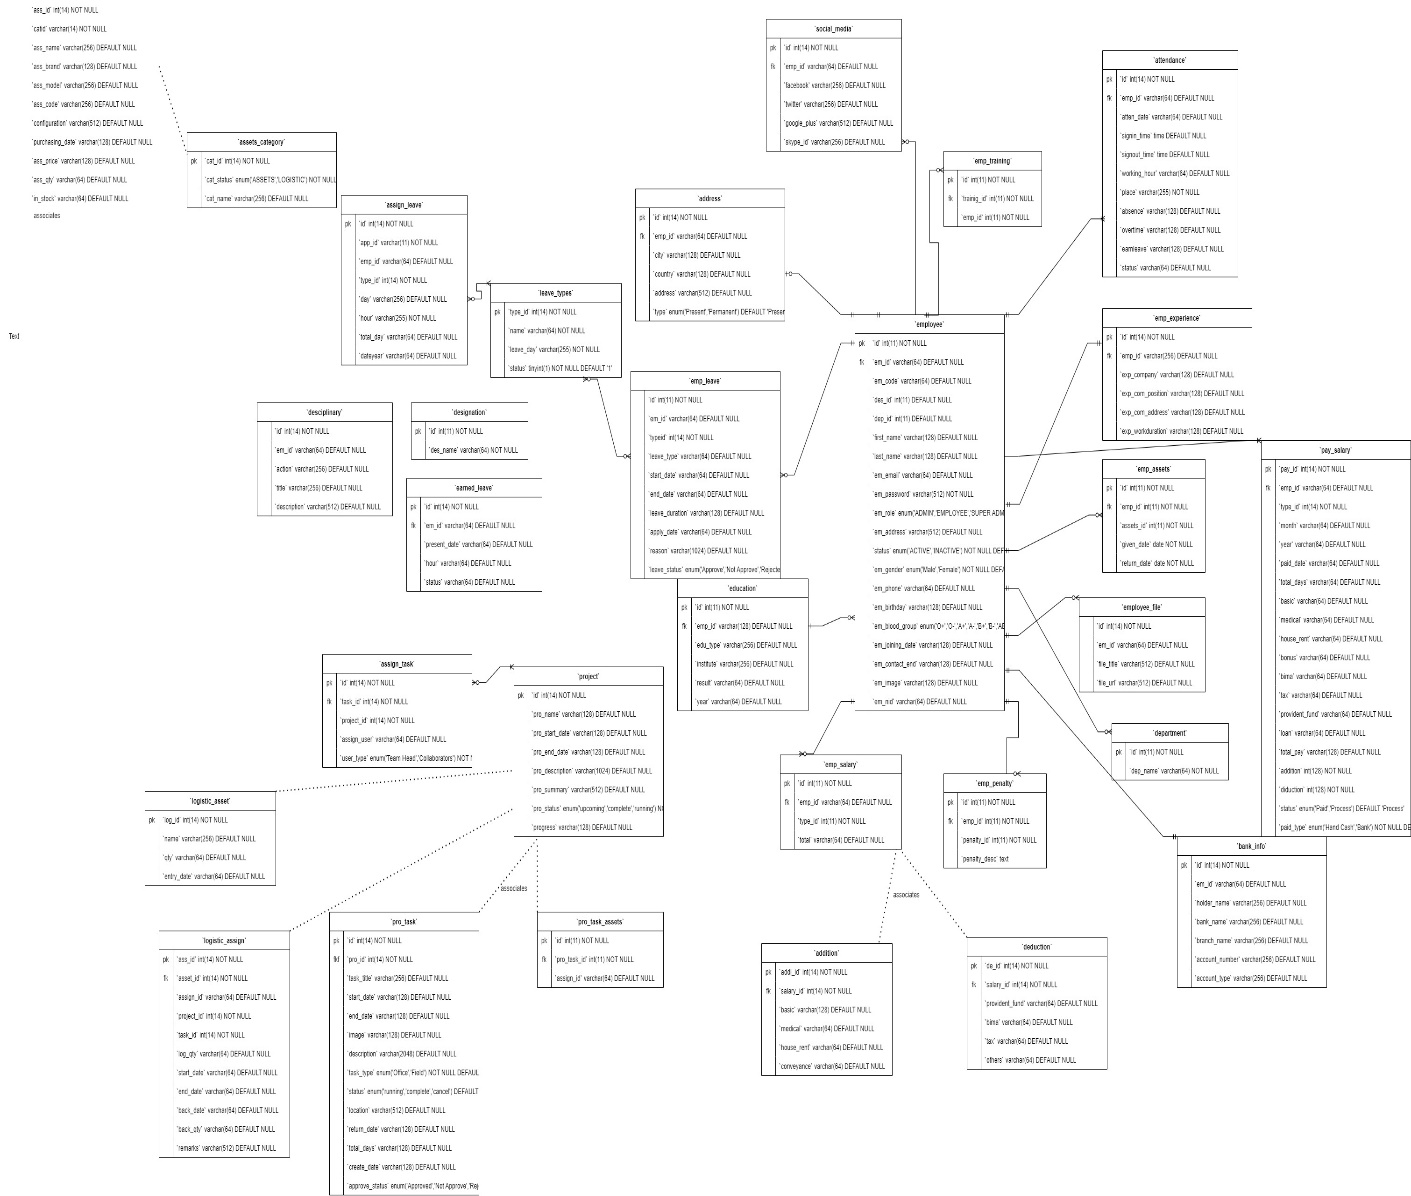 `ass_id` int(14) NOT NULL
`catid` varchar(14) NOT NULL
`ass_name` varchar(256) DEFAULT NULL
`ass_brand` varchar(128) DEFAULT NULL
`ass_model` varchar(256) DEFAULT NULL
`ass_code` varchar(256) DEFAULT NULL
`configuration` varchar(512) DEFAULT NULL
`purchasing_date` varchar(128) DEFAULT NULL
`ass_price` varchar(128) DEFAULT NULL
`ass_qty` varchar(64) DEFAULT NULL
`in_stock` varchar(64) DEFAULT NULL
associates
Text
`assets_category`
pk `cat_id` int(14) NOT NULL
`cat_status` enum('ASSETS','LOGISTIC') NOT NULL
`cat_name` varchar(256) DEFAULT NULL
`assign_leave`
pk `id` int(14) NOT NULL
`app_id` varchar(11) NOT NULL
`emp_id` varchar(64) DEFAULT NULL
`type_id` int(14) NOT NULL
`day` varchar(256) DEFAULT NULL
`hour` varchar(255) NOT NULL
`total_day` varchar(64) DEFAULT NULL
`dateyear` varchar(64) DEFAULT NULL
`leave_types`
pk `type_id` int(14) NOT NULL
`name` varchar(64) NOT NULL
`leave_day` varchar(255) NOT NULL
`status` tinyint(1) NOT NULL DEFAULT '1'
`social_media`
pk `id` int(14) NOT NULL
fk `emp_id` varchar(64) DEFAULT NULL
`facebook` varchar(256) DEFAULT NULL
`twitter` varchar(256) DEFAULT NULL
`google_plus` varchar(512) DEFAULT NULL
`skype_id` varchar(256) DEFAULT NULL
`emp_training`
pk `id` int(11) NOT NULL
fk `trainig_id` int(11) NOT NULL
`emp_id` int(11) NOT NULL
`attendance`
pk `id` int(14) NOT NULL
fk `emp_id` varchar(64) DEFAULT NULL
`atten_date` varchar(64) DEFAULT NULL
`signin_time` time DEFAULT NULL
`signout_time` time DEFAULT NULL
`working_hour` varchar(64) DEFAULT NULL
`place` varchar(255) NOT NULL
`absence` varchar(128) DEFAULT NULL
`overtime` varchar(128) DEFAULT NULL
`earnleave` varchar(128) DEFAULT NULL
`status` varchar(64) DEFAULT NULL
`address`
pk `id` int(14) NOT NULL
fk `emp_id` varchar(64) DEFAULT NULL
`city` varchar(128) DEFAULT NULL
`country` varchar(128) DEFAULT NULL
`address` varchar(512) DEFAULT NULL
`type` enum('Present','Permanent') DEFAULT 'Presen
`employee`
pk `id` int(11) NOT NULL
fk `em_id` varchar(64) DEFAULT NULL
`em_code` varchar(64) DEFAULT NULL
`des_id` int(11) DEFAULT NULL
`dep_id` int(11) DEFAULT NULL
`first_name` varchar(128) DEFAULT NULL
`last_name` varchar(128) DEFAULT NULL
`em_email` varchar(64) DEFAULT NULL
`em_password` varchar(512) NOT NULL
`em_role` enum('ADMIN','EMPLOYEE','SUPER ADM
`em_address` varchar(512) DEFAULT NULL
`status` enum('ACTIVE','INACTIVE') NOT NULL DEF
`em_gender` enum('Male','Female') NOT NULL DEFA
`em_phone` varchar(64) DEFAULT NULL
`em_birthday` varchar(128) DEFAULT NULL
`em_blood_group` enum('O+','O-','A+','A-','B+','B-','AB
`em_joining_date` varchar(128) DEFAULT NULL
`em_contact_end` varchar(128) DEFAULT NULL
`em_image` varchar(128) DEFAULT NULL
`em_nid` varchar(64) DEFAULT NULL
`emp_experience`
pk `id` int(14) NOT NULL
fk `emp_id` varchar(256) DEFAULT NULL
`exp_company` varchar(128) DEFAULT NULL
`exp_com_position` varchar(128) DEFAULT NULL
`exp_com_address` varchar(128) DEFAULT NULL
`exp_workduration` varchar(128) DEFAULT NULL
`emp_leave`
`id` int(11) NOT NULL
`em_id` varchar(64) DEFAULT NULL
`typeid` int(14) NOT NULL
`leave_type` varchar(64) DEFAULT NULL
`start_date` varchar(64) DEFAULT NULL
`end_date` varchar(64) DEFAULT NULL
`leave_duration` varchar(128) DEFAULT NULL
`apply_date` varchar(64) DEFAULT NULL
`reason` varchar(1024) DEFAULT NULL
`leave_status` enum('Approve','Not Approve','Rejecte
`desciplinary`
`id` int(14) NOT NULL
`em_id` varchar(64) DEFAULT NULL
`action` varchar(256) DEFAULT NULL
`title` varchar(256) DEFAULT NULL
`description` varchar(512) DEFAULT NULL
`designation`
pk `id` int(11) NOT NULL
`des_name` varchar(64) NOT NULL
`earned_leave`
pk `id` int(14) NOT NULL
fk `em_id` varchar(64) DEFAULT NULL
`present_date` varchar(64) DEFAULT NULL
`hour` varchar(64) DEFAULT NULL
`status` varchar(64) DEFAULT NULL
`pay_salary`
pk `pay_id` int(14) NOT NULL
fk `emp_id` varchar(64) DEFAULT NULL
`type_id` int(14) NOT NULL
`month` varchar(64) DEFAULT NULL
`year` varchar(64) DEFAULT NULL
`paid_date` varchar(64) DEFAULT NULL
`total_days` varchar(64) DEFAULT NULL
`basic` varchar(64) DEFAULT NULL
`medical` varchar(64) DEFAULT NULL
`house_rent` varchar(64) DEFAULT NULL
`bonus` varchar(64) DEFAULT NULL
`bima` varchar(64) DEFAULT NULL
`tax` varchar(64) DEFAULT NULL
`provident_fund` varchar(64) DEFAULT NULL
`loan` varchar(64) DEFAULT NULL
`total_pay` varchar(128) DEFAULT NULL
`addition` int(128) NOT NULL
`diduction` int(128) NOT NULL
`status` enum('Paid','Process') DEFAULT 'Process'
`paid_type` enum('Hand Cash','Bank') NOT NULL DE
`emp_assets`
pk `id` int(11) NOT NULL
fk `emp_id` int(11) NOT NULL
`assets_id` int(11) NOT NULL
`given_date` date NOT NULL
`return_date` date NOT NULL
`education`
pk `id` int(11) NOT NULL
fk `emp_id` varchar(128) DEFAULT NULL
`edu_type` varchar(256) DEFAULT NULL
`institute` varchar(256) DEFAULT NULL
`result` varchar(64) DEFAULT NULL
`year` varchar(64) DEFAULT NULL
`employee_file`
`id` int(14) NOT NULL
`em_id` varchar(64) DEFAULT NULL
`file_title` varchar(512) DEFAULT NULL
`file_url` varchar(512) DEFAULT NULL
`assign_task`
pk `id` int(14) NOT NULL
fk `task_id` int(14) NOT NULL
`project_id` int(14) NOT NULL
`assign_user` varchar(64) DEFAULT NULL
`user_type` enum('Team Head','Collaborators') NOT N
`project`
pk `id` int(14) NOT NULL
`pro_name` varchar(128) DEFAULT NULL
`pro_start_date` varchar(128) DEFAULT NULL
`pro_end_date` varchar(128) DEFAULT NULL
`pro_description` varchar(1024) DEFAULT NULL
`pro_summary` varchar(512) DEFAULT NULL
`pro_status` enum('upcoming','complete','running') NO
`progress` varchar(128) DEFAULT NULL
`department`
pk `id` int(11) NOT NULL
`dep_name` varchar(64) NOT NULL
`emp_salary`
pk `id` int(11) NOT NULL
fk `emp_id` varchar(64) DEFAULT NULL
`type_id` int(11) NOT NULL
`total` varchar(64) DEFAULT NULL
`emp_penalty`
pk `id` int(11) NOT NULL
fk `emp_id` int(11) NOT NULL
`penalty_id` int(11) NOT NULL
`penalty_desc` text
`logistic_asset`
pk `log_id` int(14) NOT NULL
`name` varchar(256) DEFAULT NULL
`qty` varchar(64) DEFAULT NULL
`entry_date` varchar(64) DEFAULT NULL
`bank_info`
pk `id` int(14) NOT NULL
`em_id` varchar(64) DEFAULT NULL
`holder_name` varchar(256) DEFAULT NULL
`bank_name` varchar(256) DEFAULT NULL
`branch_name` varchar(256) DEFAULT NULL
`account_number` varchar(256) DEFAULT NULL
`account_type` varchar(256) DEFAULT NULL
associates
associates
`logistic_assign`
pk `ass_id` int(14) NOT NULL
fk `asset_id` int(14) NOT NULL
`assign_id` varchar(64) DEFAULT NULL
`project_id` int(14) NOT NULL
`task_id` int(14) NOT NULL
`log_qty` varchar(64) DEFAULT NULL
`start_date` varchar(64) DEFAULT NULL
`end_date` varchar(64) DEFAULT NULL
`back_date` varchar(64) DEFAULT NULL
`back_qty` varchar(64) DEFAULT NULL
`remarks` varchar(512) DEFAULT NULL
`pro_task`
pk `id` int(14) NOT NULL
fkf `pro_id` int(14) NOT NULL
`task_title` varchar(256) DEFAULT NULL
`start_date` varchar(128) DEFAULT NULL
`end_date` varchar(128) DEFAULT NULL
`image` varchar(128) DEFAULT NULL
`description` varchar(2048) DEFAULT NULL
`task_type` enum('Office','Field') NOT NULL DEFAUL
`status` enum('running','complete','cancel') DEFAULT
`location` varchar(512) DEFAULT NULL
`return_date` varchar(128) DEFAULT NULL
`total_days` varchar(128) DEFAULT NULL
`create_date` varchar(128) DEFAULT NULL
`approve_status` enum('Approved','Not Approve','Rej
`pro_task_assets`
pk `id` int(11) NOT NULL
fk `pro_task_id` int(11) NOT NULL
`assign_id` varchar(64) DEFAULT NULL
`addition`
pk `addi_id` int(14) NOT NULL
fk `salary_id` int(14) NOT NULL
`basic` varchar(128) DEFAULT NULL
`medical` varchar(64) DEFAULT NULL
`house_rent` varchar(64) DEFAULT NULL
`conveyance` varchar(64) DEFAULT NULL
`deduction`
pk `de_id` int(14) NOT NULL
fk `salary_id` int(14) NOT NULL
`provident_fund` varchar(64) DEFAULT NULL
`bima` varchar(64) DEFAULT NULL
`tax` varchar(64) DEFAULT NULL
`others` varchar(64) DEFAULT NULL